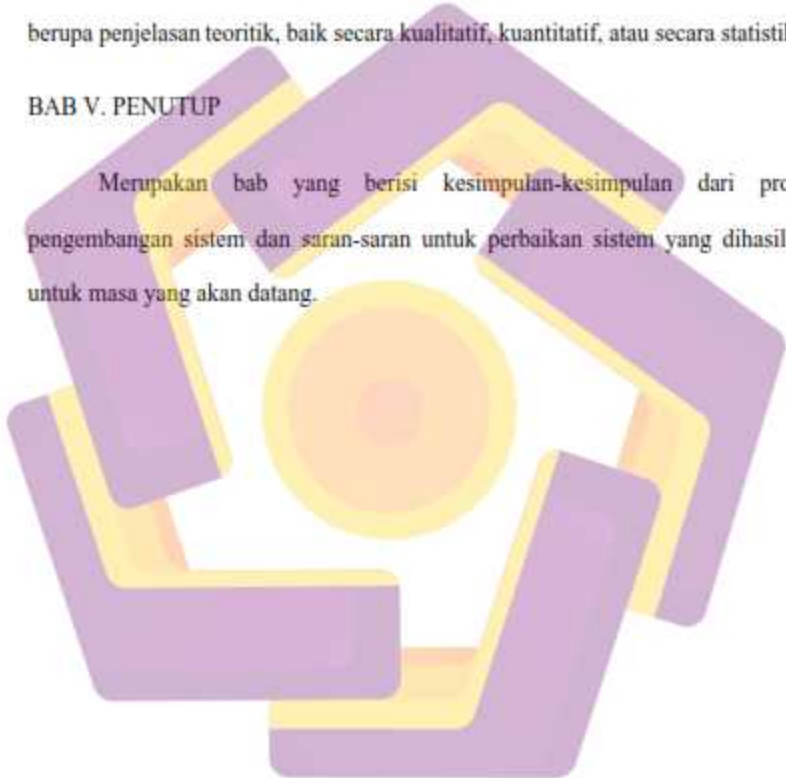 berupa penjelasan teoritik, baik secara kualitatif, kuantitatif, atau secara statistik
BAB V. PENUTUP
Merupakan bab yang berisi kesimpulan-kesimpulan dari
pengembangan sistem dan saran-saran untuk perbaikan sistem yang
untuk masa yang akan datang.